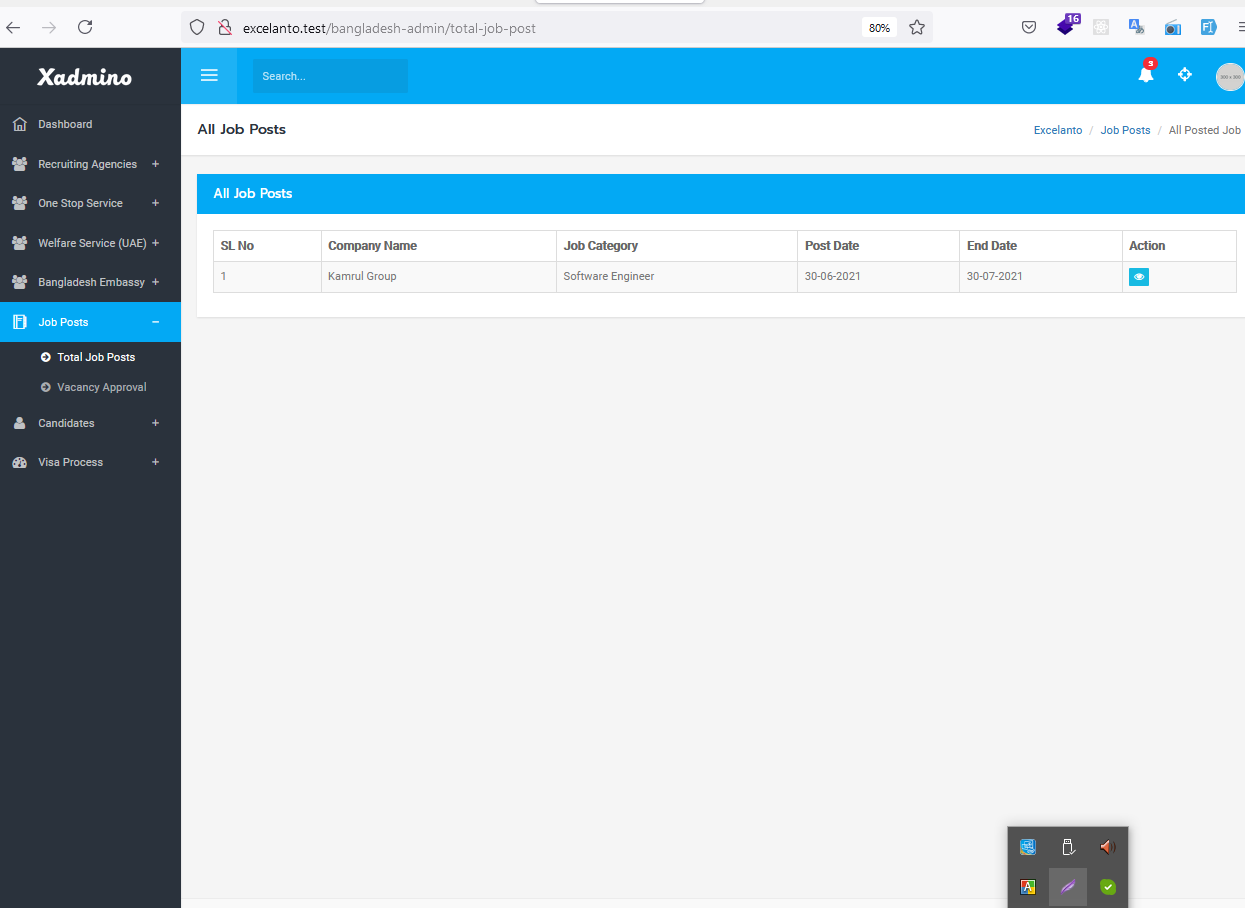 excelanto.test/bangladesh-admin/total-job-post
80%
16
Xadmino
Search...
3
All Job Posts
Excelanto / Job Posts / All Posted Job
Dashboard
Recruiting Agencies +
One Stop Service +
Welfare Service (UAE) +
Bangladesh Embassy +
Job Posts −
Total Job Posts
Vacancy Approval
Candidates +
Visa Process +
All Job Posts
SL No Company Name Job Category Post Date End Date Action
1 Kamrul Group Software Engineer 30-06-2021 30-07-2021